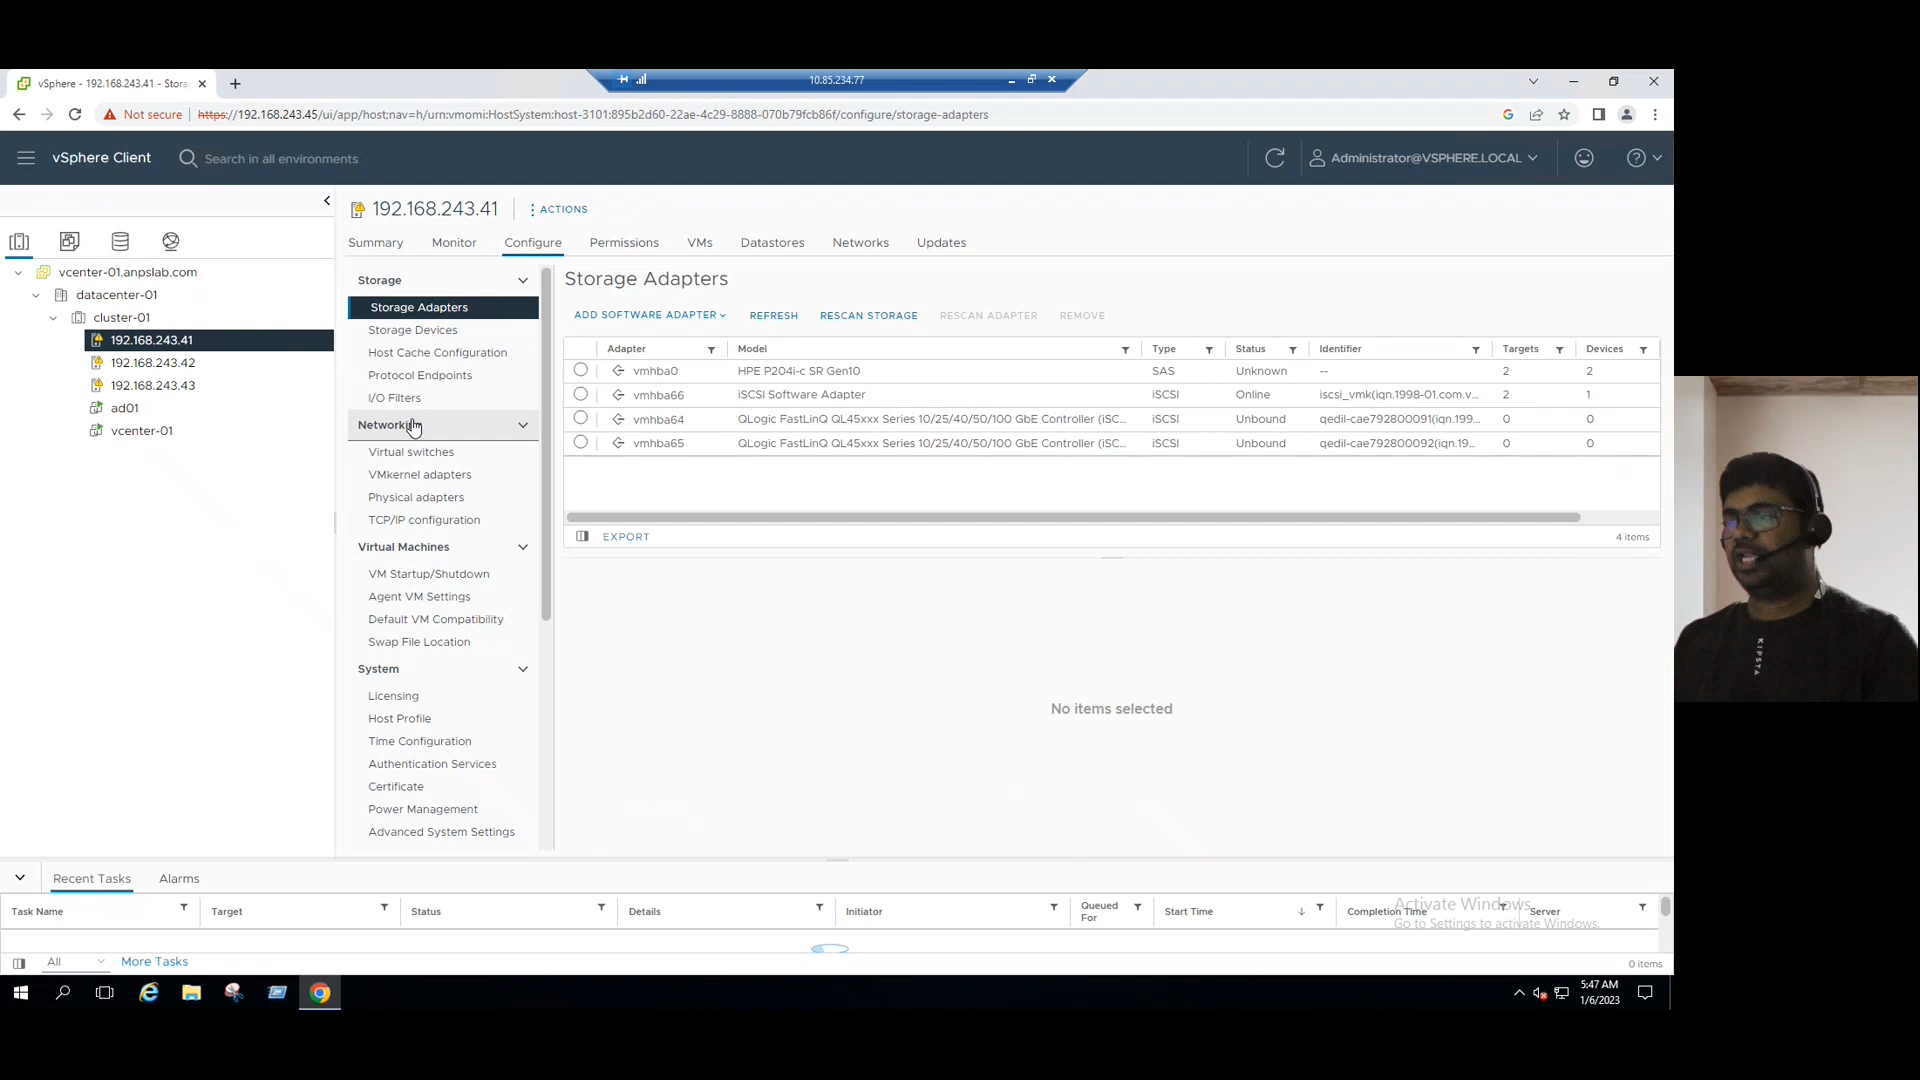 vSphere - 192.168.243.41 - Stora
10.85.234.77
Not secure
https://192.168.243.45/ui/app/host;nav=h/urn:vmomi:HostSystem:host-3101:895b2d60-22ae-4c29-8888-070b79fcb86f/configure/storage-adapters
vSphere Client
Search in all environments
Administrator@VSPHERE.LOCAL
vcenter-01.anpslab.com
datacenter-01
cluster-01
192.168.243.41
192.168.243.42
192.168.243.43
ad01
vcenter-01
192.168.243.41
ACTIONS
Summary Monitor Configure Permissions VMs Datastores Networks Updates
Storage
Storage Adapters
Storage Devices
Host Cache Configuration
Protocol Endpoints
I/O Filters
Networking
Virtual switches
VMkernel adapters
Physical adapters
TCP/IP configuration
Virtual Machines
VM Startup/Shutdown
Agent VM Settings
Default VM Compatibility
Swap File Location
System
Licensing
Host Profile
Time Configuration
Authentication Services
Certificate
Power Management
Advanced System Settings
Storage Adapters
ADD SOFTWARE ADAPTER REFRESH RESCAN STORAGE RESCAN ADAPTER REMOVE
Adapter Model Type Status Identifier Targets Devices
vmhba0 HPE P204i-c SR Gen10 SAS Unknown -- 2 2
vmhba66 iSCSI Software Adapter iSCSI Online iscsi_vmk(iqn.1998-01.com.v... 2 1
vmhba64 QLogic FastLinQ QL45xxx Series 10/25/40/50/100 GbE Controller (iSC... iSCSI Unbound qedil-cae792800091(iqn.199... 0 0
vmhba65 QLogic FastLinQ QL45xxx Series 10/25/40/50/100 GbE Controller (iSC... iSCSI Unbound qedil-cae792800092(iqn.19... 0 0
EXPORT
4 items
No items selected
KIPSTA
Recent Tasks Alarms
Task Name Target Status Details Initiator Queued For Start Time Completion Time Server
Activate Windows
Go to Settings to activate Windows.
All
More Tasks
0 items
5:47 AM
1/6/2023